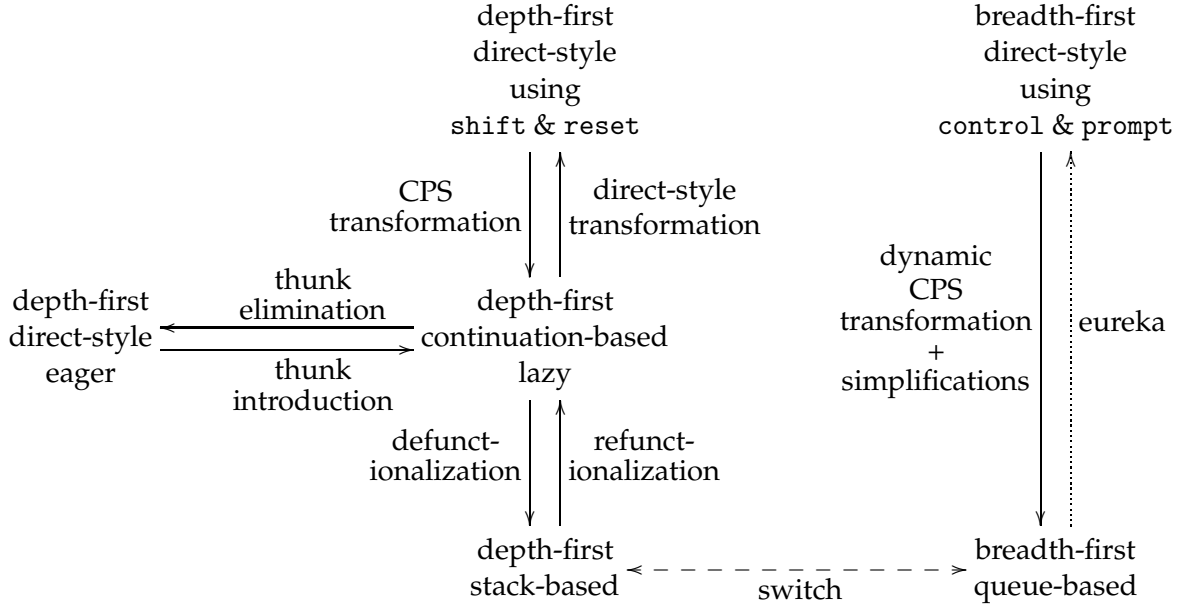 depth-first
direct-style
using
shift & reset
breadth-first
direct-style
using
control & prompt
CPS
transformation
direct-style
transformation
dynamic
CPS
transformation
+
simplifications
eureka
depth-first
direct-style
eager
thunk
elimination
thunk
introduction
depth-first
continuation-based
lazy
defunct-
ionalization
refunct-
ionalization
depth-first
stack-based
switch
breadth-first
queue-based